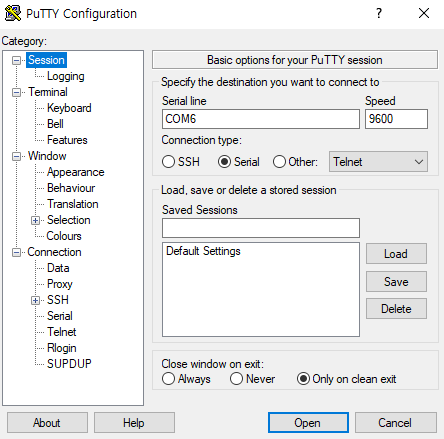 PuTTY Configuration
?
Category:
Session
Logging
Terminal
Keyboard
Bell
Features
Window
Appearance
Behaviour
Translation
Selection
Colours
Connection
Data
Proxy
SSH
Serial
Telnet
Rlogin
SUPDUP
Basic options for your PuTTY session
Specify the destination you want to connect to
Serial line Speed
COM6 9600
Connection type:
SSH Serial Other: Telnet
Load, save or delete a stored session
Saved Sessions
Default Settings
Load
Save
Delete
Close window on exit:
Always Never Only on clean exit
About Help Open Cancel